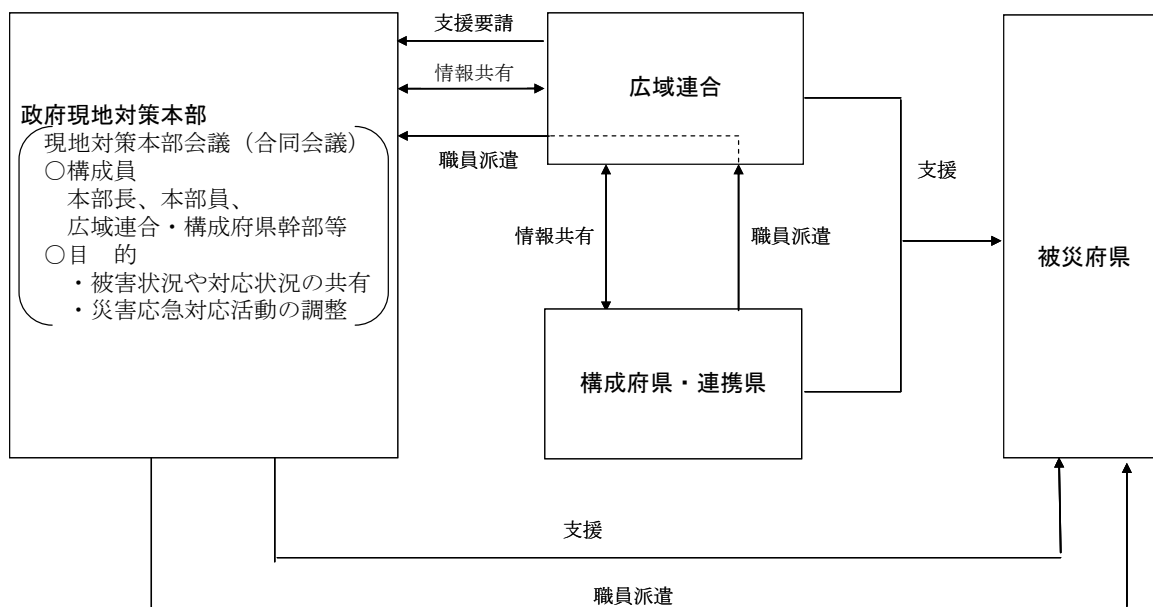 支援要請
情報共有
広域連合
政府現地対策本部
現地対策本部会議（合同会議）
○構成員
本部長、本部員、
広域連合・構成府県幹部等
○目　的
・被害状況や対応状況の共有
・災害応急対応活動の調整
職員派遣
支援
情報共有
職員派遣
被災府県
構成府県・連携県
支援
職員派遣